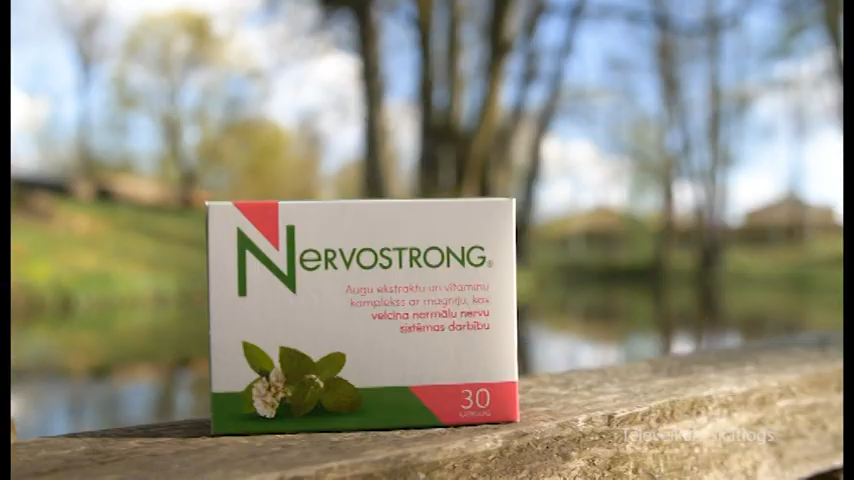 NERVOSTRONG®
Augu ekstraktu un vitamīnu
komplekss ar magniju, kas
veicina normālu nervu
sistēmas darbību
30